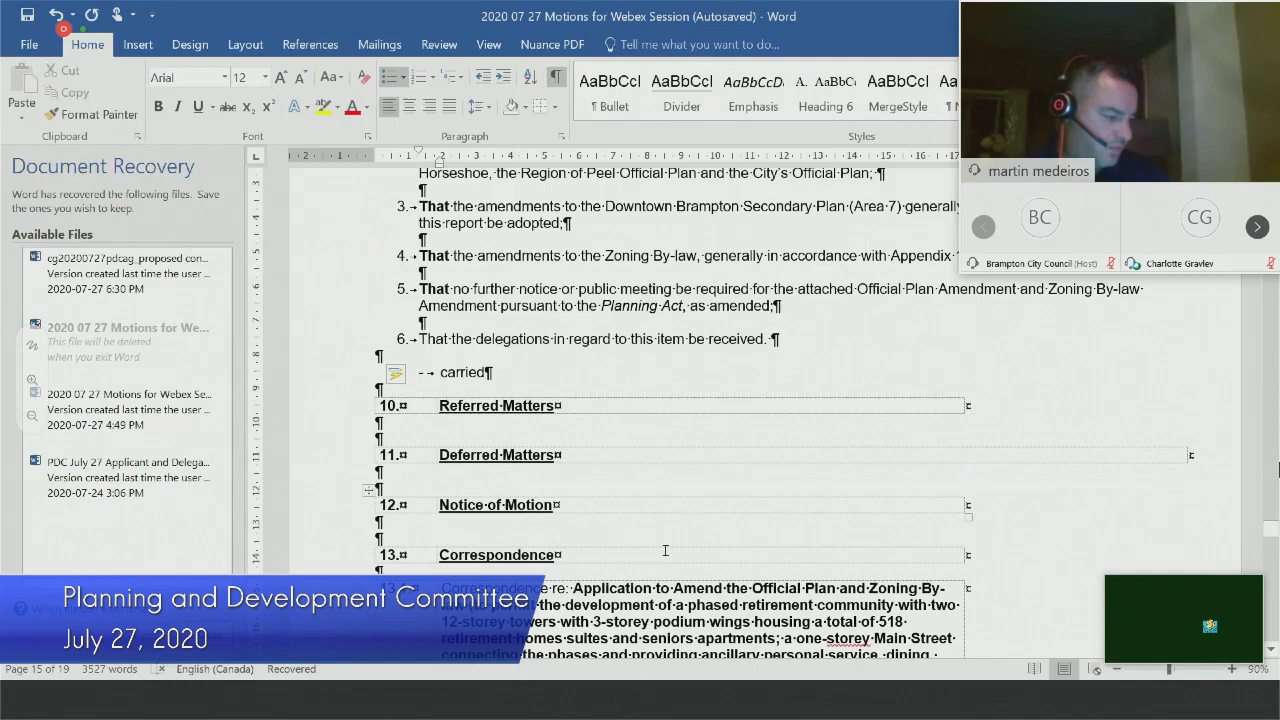 2020 07 27 Motions for Webex Session (Autosaved) - Word
File Home Insert Design Layout References Mailings Review View Nuance PDF Tell me what you want to do...
Paste
Cut
Copy
Format Painter
Arial 12
AaBbCcI AaBbCcI AaBbCcD A. AaBbCc AaBbCcI
¶ Bullet Divider Emphasis Heading 6 MergeStyle
Clipboard Font Paragraph Styles
martin medeiros
BC CG
Brampton City Council (Host) Charlotte Gravlev
Document Recovery
Word has recovered the following files. Save
the ones you wish to keep.
Available Files
cg20200727pdcag_proposed con...
Version created last time the user ...
2020-07-27 6:30 PM
2020 07 27 Motions for We...
This file will be deleted
when you exit Word
2020 07 27 Motions for Webex Se...
Version created last time the user ...
2020-07-27 4:49 PM
PDC July 27 Applicant and Delega...
Version created last time the user ...
2020-07-24 3:06 PM
Horseshoe, the Region of Peel Official Plan and the City's Official Plan; ¶
3. That the amendments to the Downtown Brampton Secondary Plan (Area 7) generally
this report be adopted;¶
4. That the amendments to the Zoning By-law, generally in accordance with Appendix
5. That no further notice or public meeting be required for the attached Official Plan Amendment and Zoning By-law
Amendment pursuant to the Planning Act, as amended;¶
6. That the delegations in regard to this item be received. ¶
- → carried¶
10. Referred Matters
11. Deferred Matters
12. Notice of Motion
13. Correspondence
Correspondence re: Application to Amend the Official Plan and Zoning By-
the development of a phased retirement community with two
12-storey towers with 3-storey podium wings housing a total of 518
retirement homes suites and seniors apartments; a one-storey Main Street
connecting the phases and providing ancillary personal service, dining,
Planning and Development Committee
July 27, 2020
Page 15 of 19 3527 words English (Canada) Recovered 90%